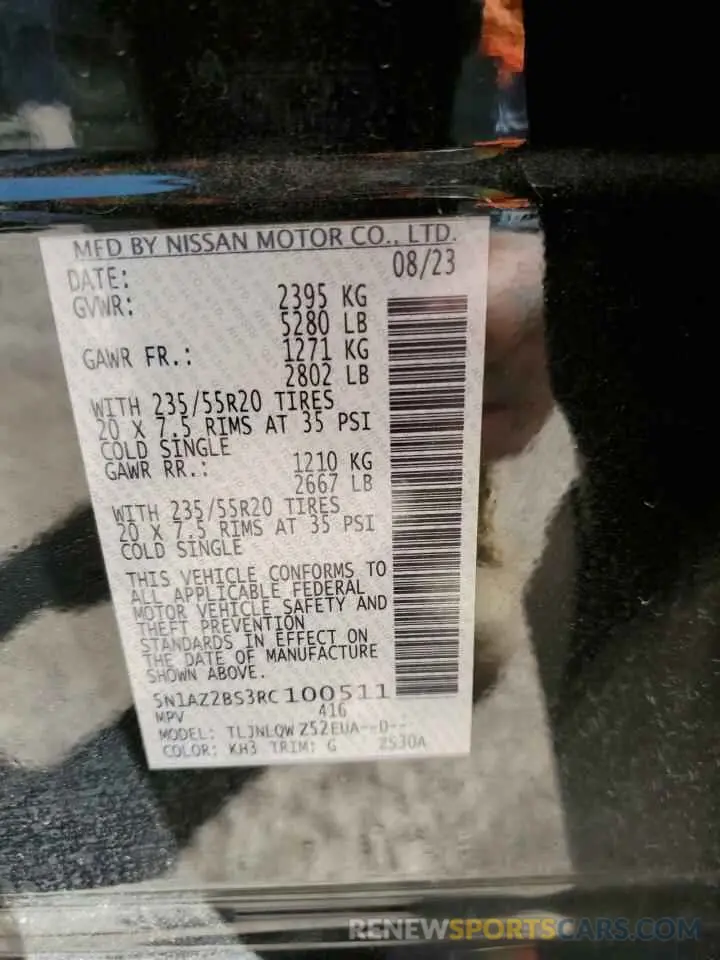 MFD BY NISSAN MOTOR CO., LTD.
DATE: 08/23
GVWR: 2395 KG
5280 LB
GAWR FR.: 1271 KG
2802 LB
WITH 235/55R20 TIRES
20 X 7.5 RIMS AT 35 PSI
COLD SINGLE
GAWR RR.: 1210 KG
2667 LB
WITH 235/55R20 TIRES
20 X 7.5 RIMS AT 35 PSI
COLD SINGLE
THIS VEHICLE CONFORMS TO
ALL APPLICABLE FEDERAL
MOTOR VEHICLE SAFETY AND
THEFT PREVENTION
STANDARDS IN EFFECT ON
THE DATE OF MANUFACTURE
SHOWN ABOVE.
5N1AZ2BS3RC100511
MPV 416
MODEL: TLJNLQW Z52EUA--D--
COLOR: KH3 TRIM: G ZS30A
RENEWSPORTSCARS.COM